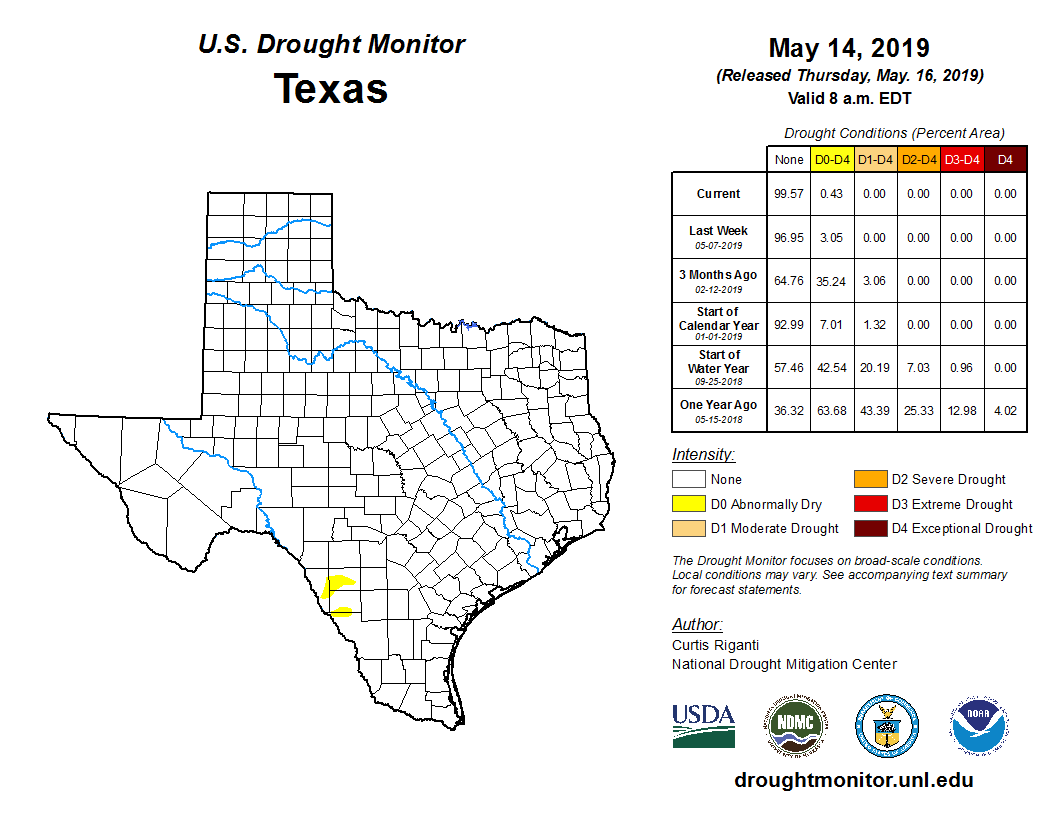 U.S. Drought Monitor
Texas
May 14, 2019
(Released Thursday, May. 16, 2019)
Valid 8 a.m. EDT
Drought Conditions (Percent Area)
None D0-D4 D1-D4 D2-D4 D3-D4 D4
Current 99.57 0.43 0.00 0.00 0.00 0.00
Last Week
05-07-2019 96.95 3.05 0.00 0.00 0.00 0.00
3 Months Ago
02-12-2019 64.76 35.24 3.06 0.00 0.00 0.00
Start of
Calendar Year
01-01-2019 92.99 7.01 1.32 0.00 0.00 0.00
Start of
Water Year
09-25-2018 57.46 42.54 20.19 7.03 0.96 0.00
One Year Ago
05-15-2018 36.32 63.68 43.39 25.33 12.98 4.02
Intensity:
None
D0 Abnormally Dry
D1 Moderate Drought
D2 Severe Drought
D3 Extreme Drought
D4 Exceptional Drought
The Drought Monitor focuses on broad-scale conditions.
Local conditions may vary. See accompanying text summary
for forecast statements.
Author:
Curtis Riganti
National Drought Mitigation Center
USDA
NDMC
NOAA
droughtmonitor.unl.edu